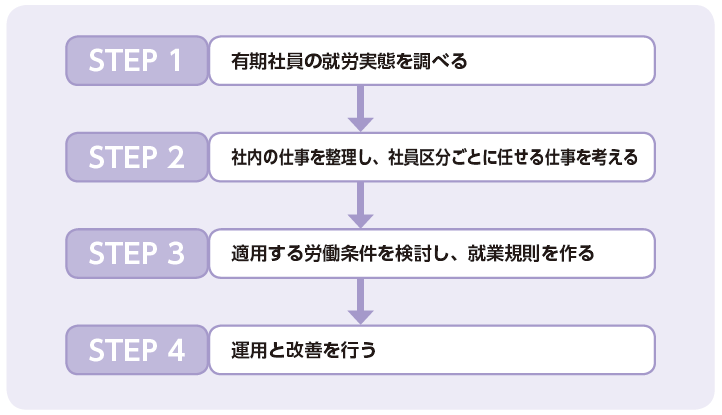 STEP 1
有期社員の就労実態を調べる
STEP 2
社内の仕事を整理し、社員区分ごとに任せる仕事を考える
STEP 3
適用する労働条件を検討し、就業規則を作る
STEP 4
運用と改善を行う